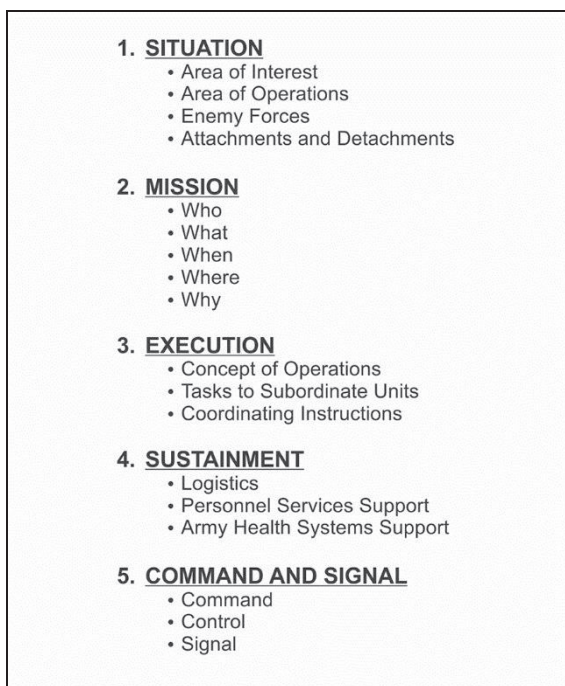 1. SITUATION
• Area of Interest
• Area of Operations
• Enemy Forces
• Attachments and Detachments
2. MISSION
• Who
• What
• When
• Where
• Why
3. EXECUTION
• Concept of Operations
• Tasks to Subordinate Units
• Coordinating Instructions
4. SUSTAINMENT
• Logistics
• Personnel Services Support
• Army Health Systems Support
5. COMMAND AND SIGNAL
• Command
• Control
• Signal